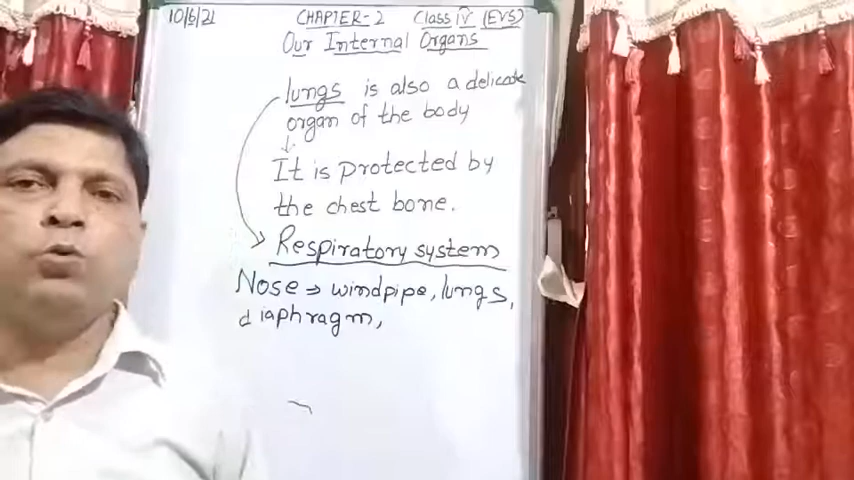 10/5/21 CHAPTER-2 Class IV (EVS)
Our Internal Organs
lungs is also a delicate
organ of the body
It is protected by
the chest bone.
Respiratory system
Nose ⇒ windpipe, lungs,
diaphragm,